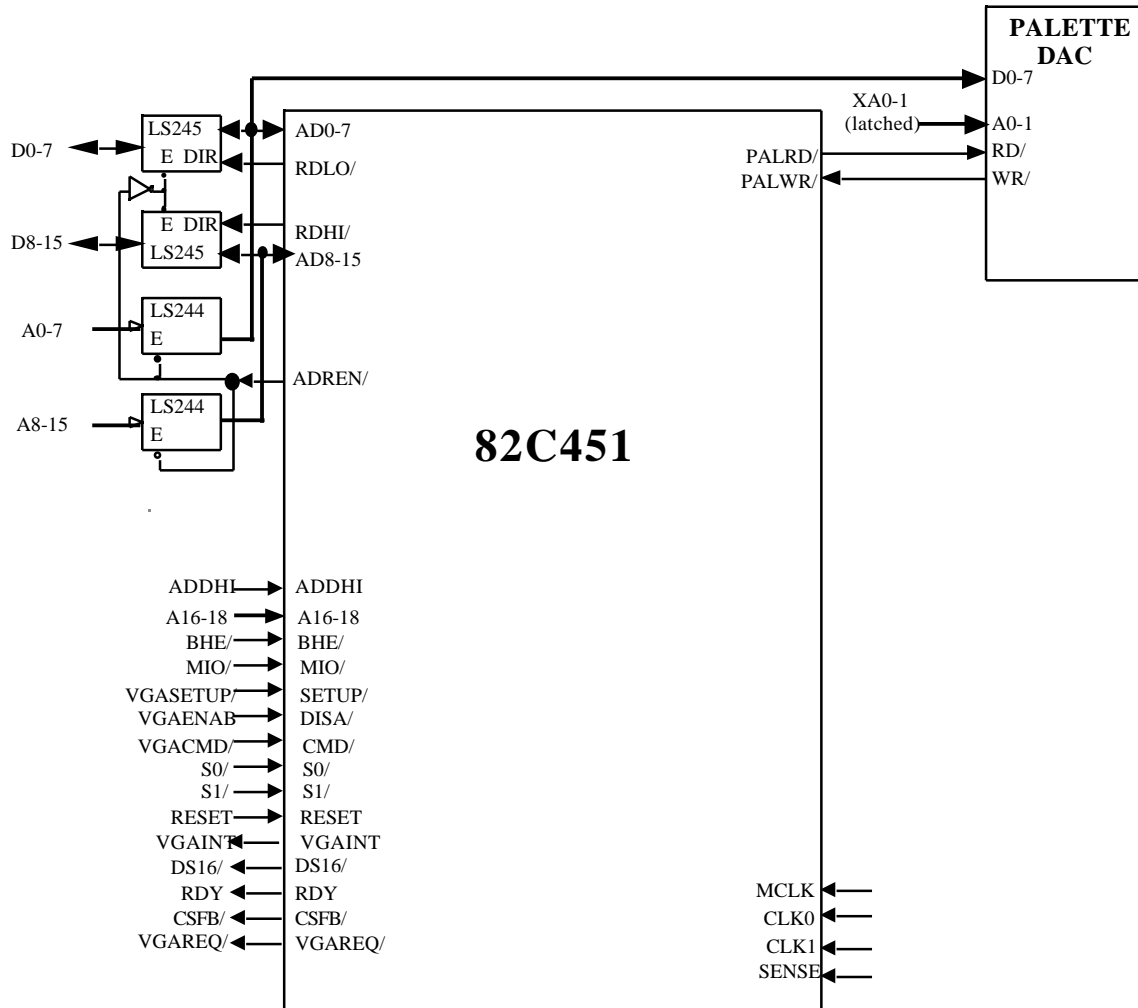 PALETTE
DAC
D0-7
XA0-1
(latched)
A0-1
PALRD/
RD/
PALWR/
WR/
LS245
AD0-7
D0-7
E DIR
RDLO/
E DIR
RDHI/
D8-15
LS245
AD8-15
LS244
A0-7
E
ADREN/
LS244
A8-15
E
82C451
ADDHI ADDHI
A16-18 A16-18
BHE/ BHE/
MIO/ MIO/
VGASETUP/ SETUP/
VGAENAB DISA/
VGACMD/ CMD/
S0/ S0/
S1/ S1/
RESET RESET
VGAINT VGAINT
DS16/ DS16/
RDY RDY
CSFB/ CSFB/
VGAREQ/ VGAREQ/
MCLK
CLK0
CLK1
SENSE